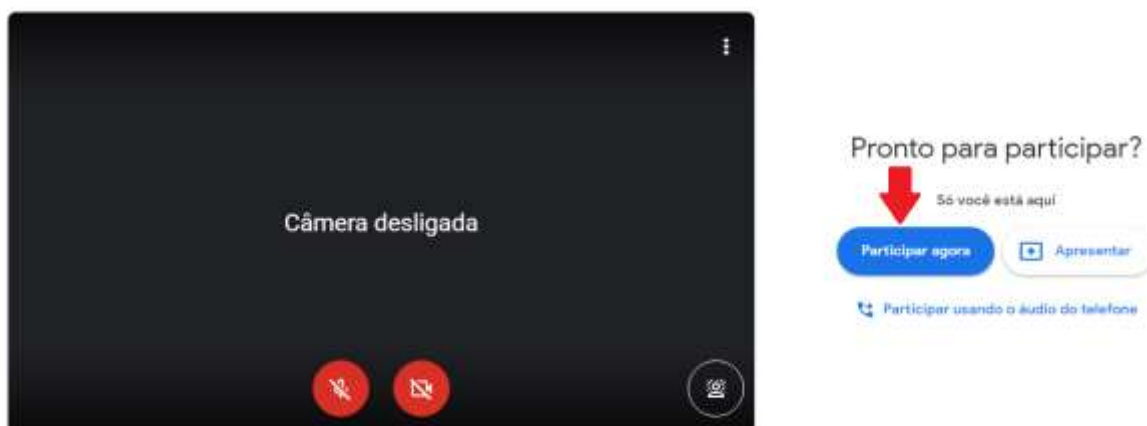 Câmera desligada
Pronto para participar?
Só você está aqui
Participar agora
Apresentar
Participar usando o áudio do telefone